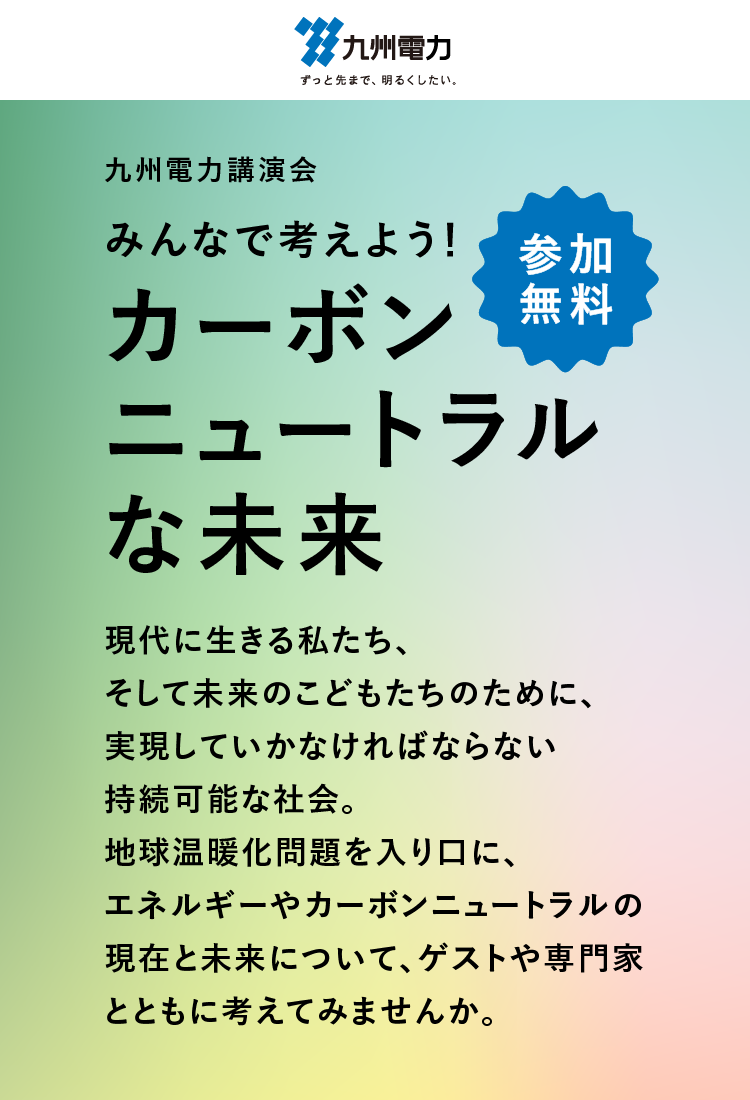 九州電力
ずっと先まで、明るくしたい。
九州電力講演会
みんなで考えよう!
参加
無料
カーボン
ニュートラル
な未来
現代に生きる私たち、
そして未来のこどもたちのために、
実現していかなければならない
持続可能な社会。
地球温暖化問題を入り口に、
エネルギーやカーボンニュートラルの
現在と未来について、ゲストや専門家
とともに考えてみませんか。